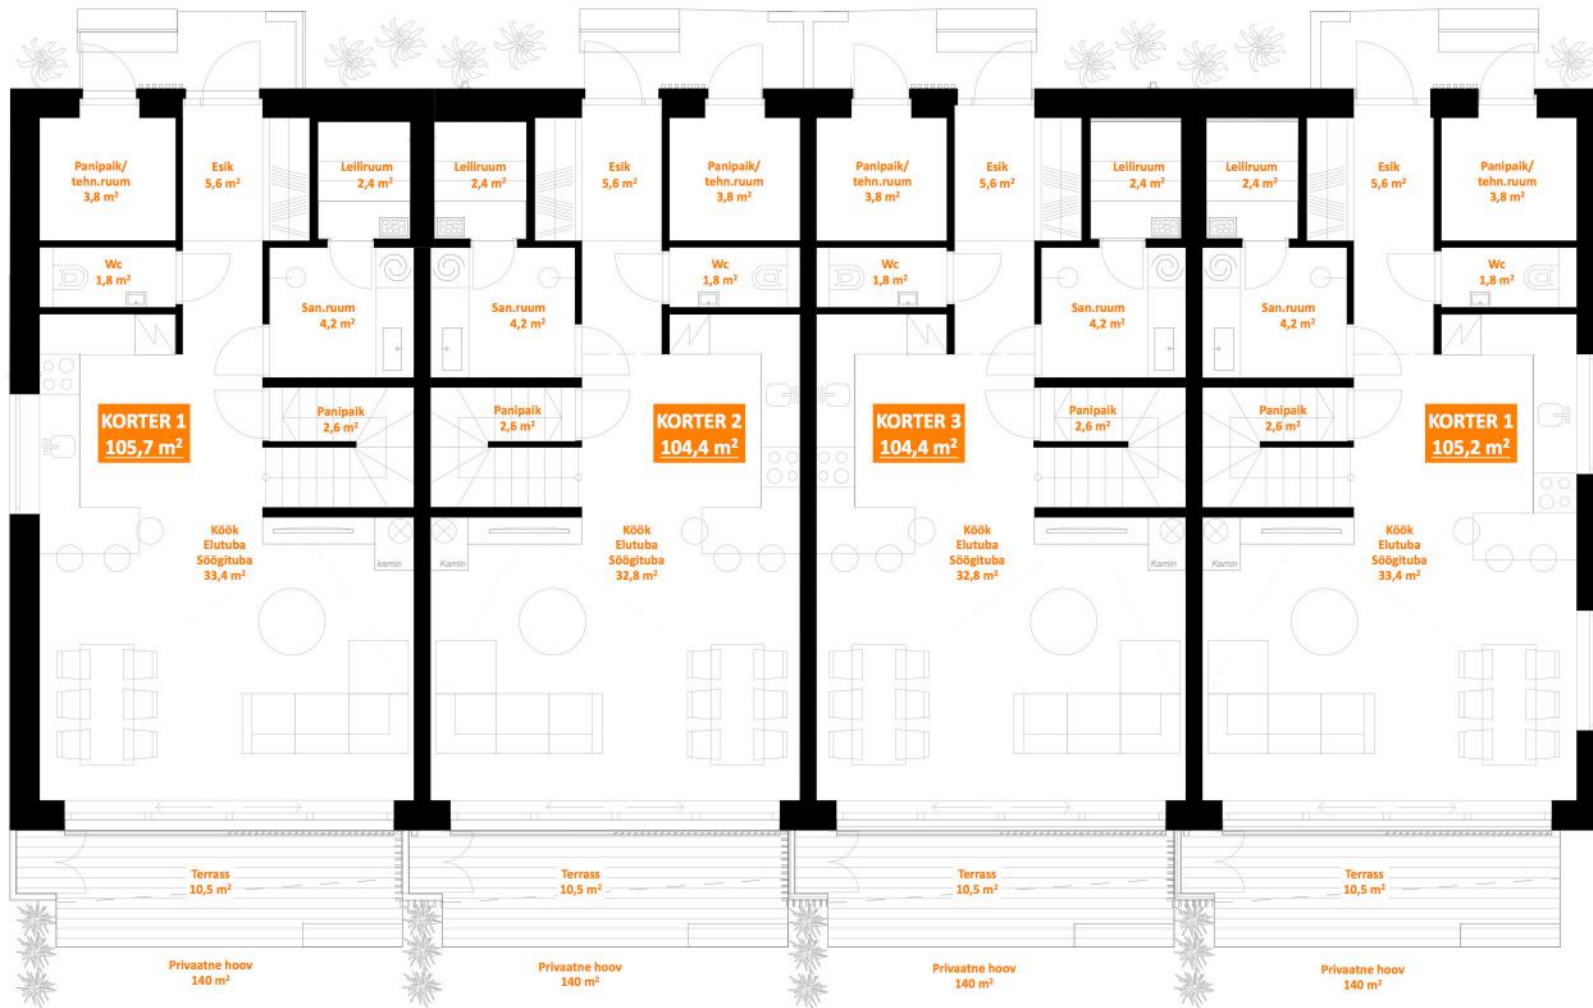 Panipaik/
tehn.ruum
3,8 m²
Esik
5,6 m²
Leiliruum
2,4 m²
Leiliruum
2,4 m²
Esik
5,6 m²
Panipaik/
tehn.ruum
3,8 m²
Panipaik/
tehn.ruum
3,8 m²
Esik
5,6 m²
Leiliruum
2,4 m²
Leiliruum
2,4 m²
Esik
5,6 m²
Panipaik/
tehn.ruum
3,8 m²
Wc
1,8 m²
San.ruum
4,2 m²
San.ruum
4,2 m²
Wc
1,8 m²
Wc
1,8 m²
San.ruum
4,2 m²
San.ruum
4,2 m²
Wc
1,8 m²
KORTER 1
105,7 m²
Panipaik
2,6 m²
Panipaik
2,6 m²
KORTER 2
104,4 m²
KORTER 3
104,4 m²
Panipaik
2,6 m²
Panipaik
2,6 m²
KORTER 1
105,2 m²
Köök
Elutuba
Söögituba
33,4 m²
kamin
Kamin
Köök
Elutuba
Söögituba
32,8 m²
Köök
Elutuba
Söögituba
32,8 m²
Kamin
Kamin
Köök
Elutuba
Söögituba
33,4 m²
Terrass
10,5 m²
Terrass
10,5 m²
Terrass
10,5 m²
Terrass
10,5 m²
Privaatne hoov
140 m²
Privaatne hoov
140 m²
Privaatne hoov
140 m²
Privaatne hoov
140 m²